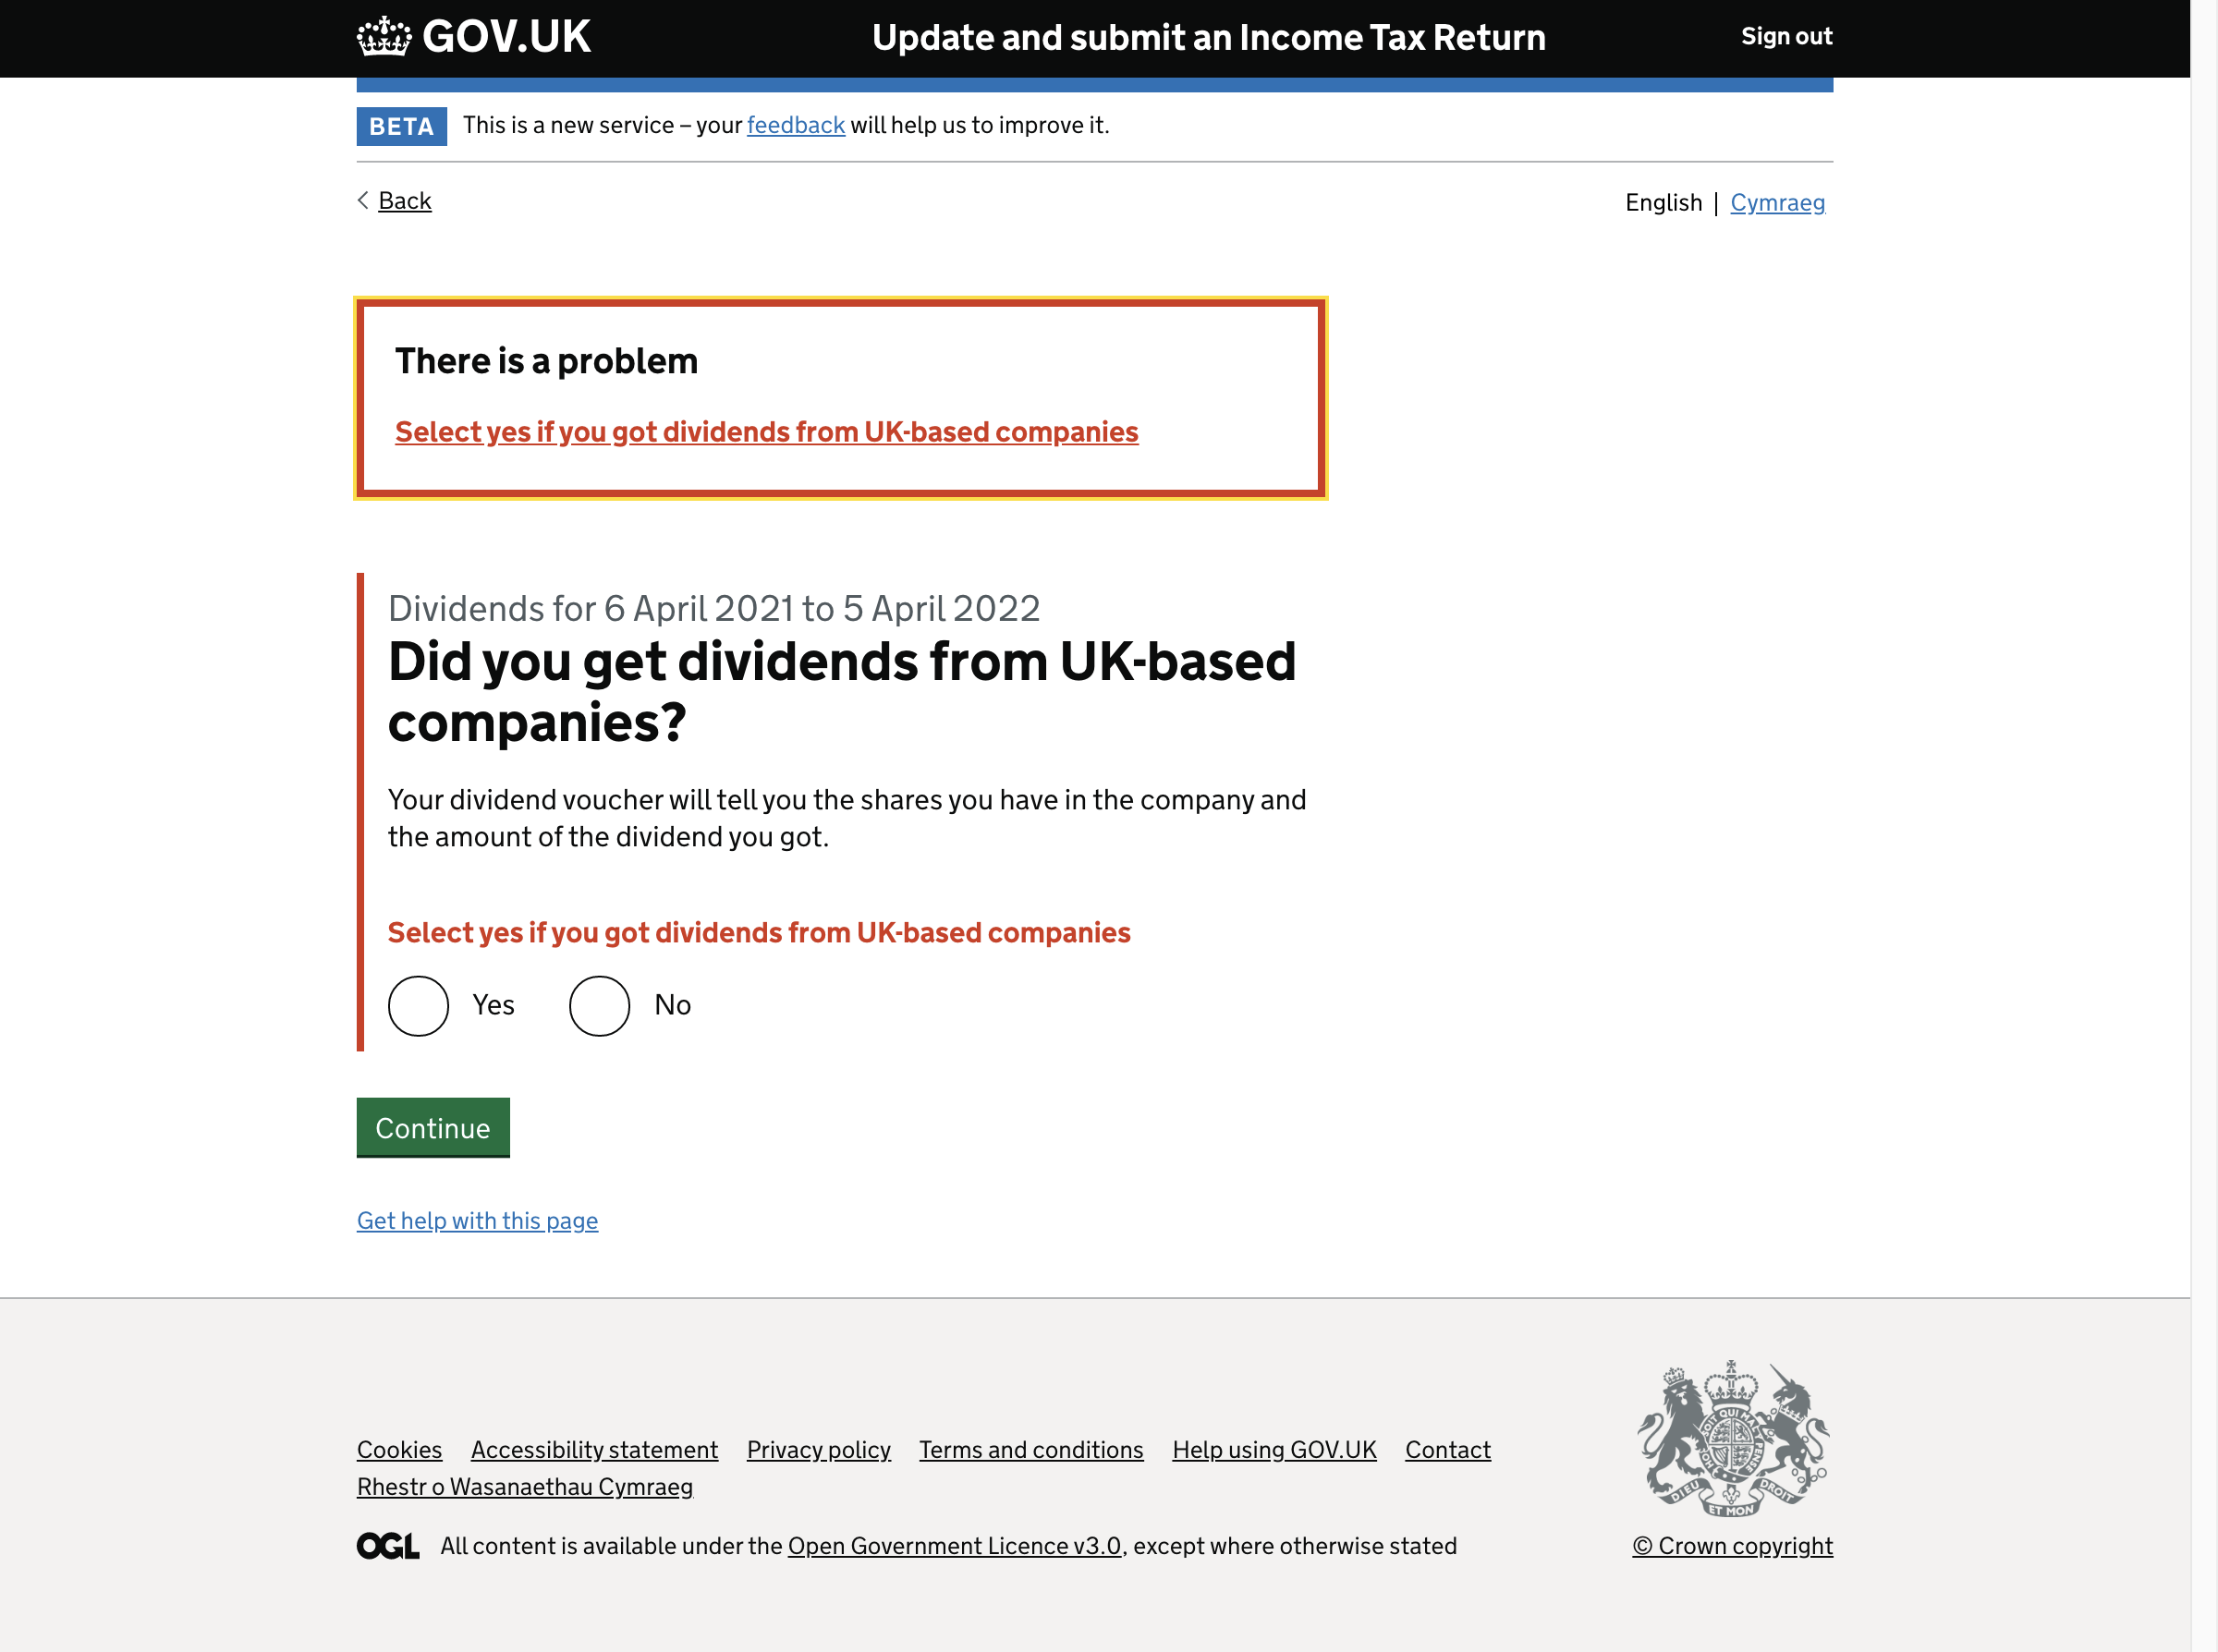 GOV.UK
Update and submit an Income Tax Return
Sign out
BETA
This is a new service – your feedback will help us to improve it.
Back
English | Cymraeg
There is a problem
Select yes if you got dividends from UK-based companies
Dividends for 6 April 2021 to 5 April 2022
Did you get dividends from UK-based
companies?
Your dividend voucher will tell you the shares you have in the company and
the amount of the dividend you got.
Select yes if you got dividends from UK-based companies
Yes
No
Continue
Get help with this page
Cookies
Accessibility statement
Privacy policy
Terms and conditions
Help using GOV.UK
Contact
Rhestr o Wasanaethau Cymraeg
OGL
All content is available under the Open Government Licence v3.0, except where otherwise stated
DIEU ET MON DROIT
© Crown copyright